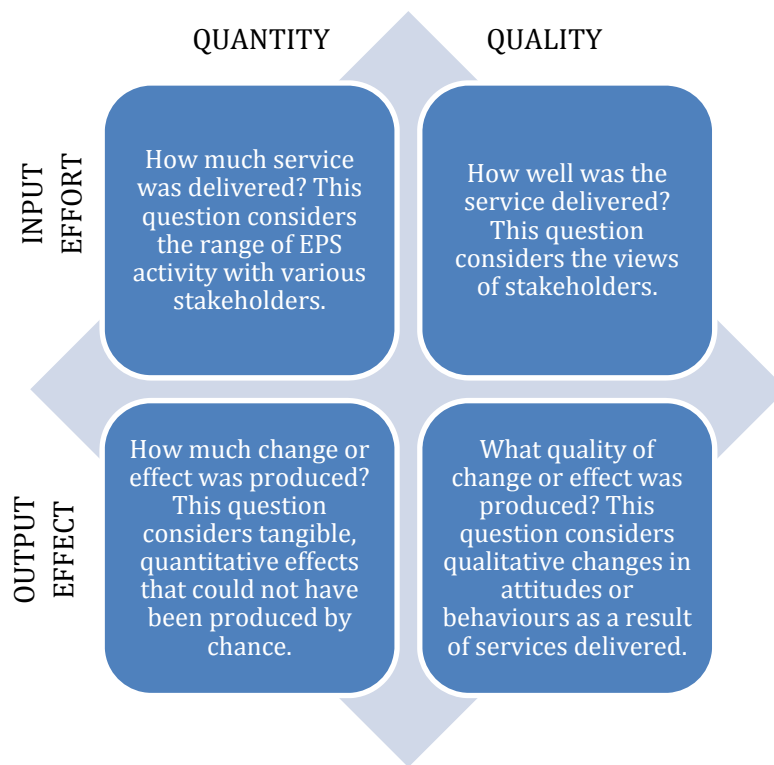 QUANTITY
QUALITY
INPUT
EFFORT
How much service
was delivered? This
question considers
the range of EPS
activity with various
stakeholders.
How well was the
service delivered?
This question
considers the views
of stakeholders.
OUTPUT
EFFECT
How much change or
effect was produced?
This question
considers tangible,
quantitative effects
that could not have
been produced by
chance.
What quality of
change or effect was
produced? This
question considers
qualitative changes in
attitudes or
behaviours as a result
of services delivered.